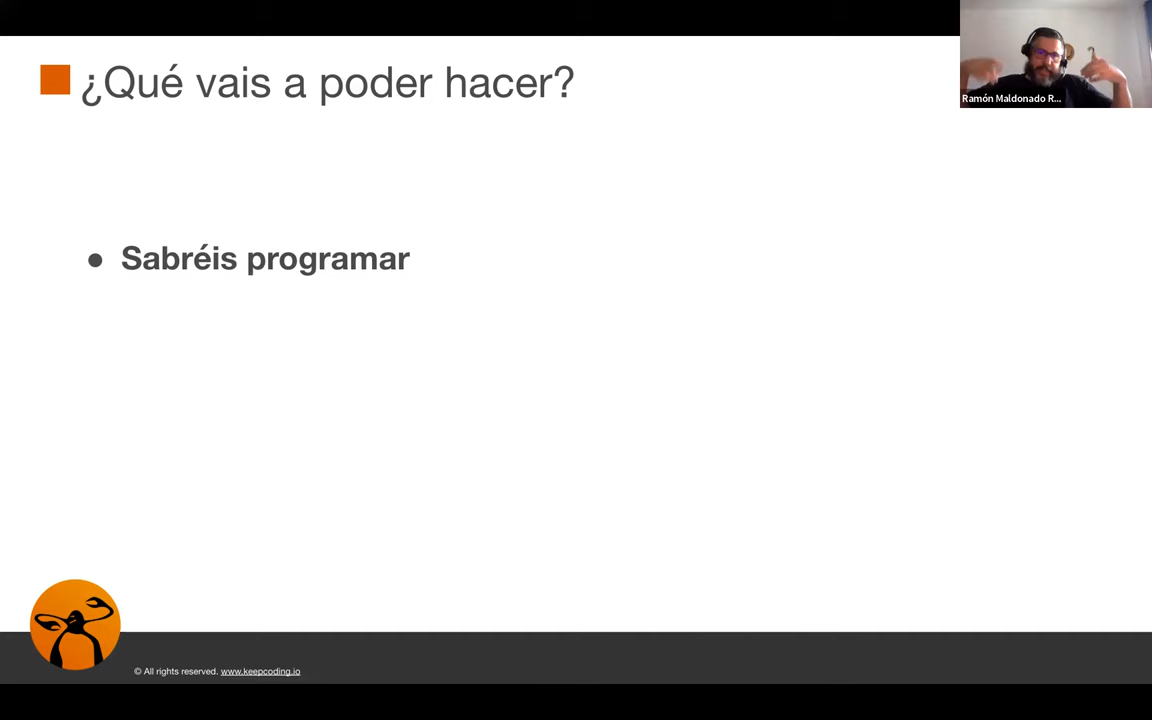 ¿Qué vais a poder hacer?
Ramón Maldonado R...
● Sabréis programar
© All rights reserved. www.keepcoding.io